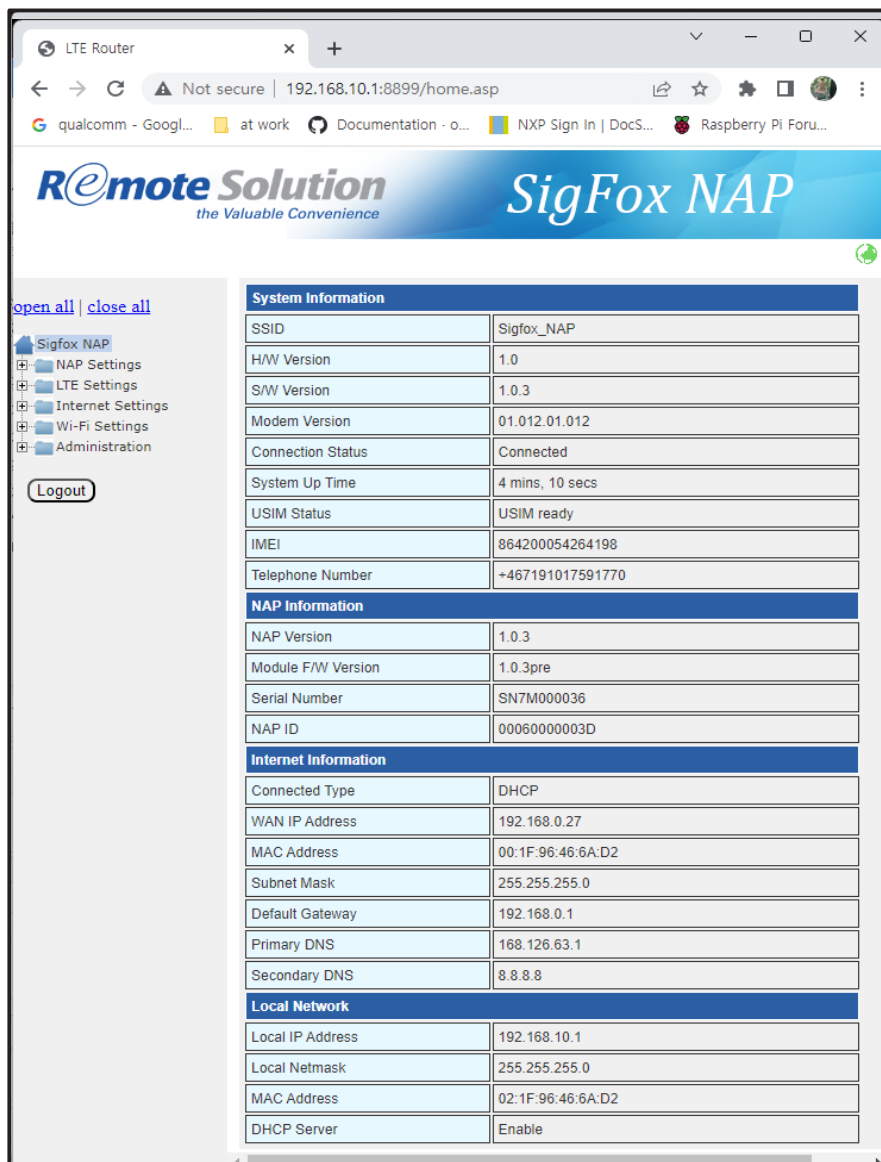 LTE Router
Not secure | 192.168.10.1:8899/home.asp
G qualcomm - Googl... at work Documentation - o... NXP Sign In | DocS... Raspberry Pi Foru...
Remote Solution
the Valuable Convenience
SigFox NAP
open all | close all
Sigfox NAP
NAP Settings
LTE Settings
Internet Settings
Wi-Fi Settings
Administration
Logout
System Information
SSID Sigfox_NAP
H/W Version 1.0
S/W Version 1.0.3
Modem Version 01.012.01.012
Connection Status Connected
System Up Time 4 mins, 10 secs
USIM Status USIM ready
IMEI 864200054264198
Telephone Number +467191017591770
NAP Information
NAP Version 1.0.3
Module F/W Version 1.0.3pre
Serial Number SN7M000036
NAP ID 00060000003D
Internet Information
Connected Type DHCP
WAN IP Address 192.168.0.27
MAC Address 00:1F:96:46:6A:D2
Subnet Mask 255.255.255.0
Default Gateway 192.168.0.1
Primary DNS 168.126.63.1
Secondary DNS 8.8.8.8
Local Network
Local IP Address 192.168.10.1
Local Netmask 255.255.255.0
MAC Address 02:1F:96:46:6A:D2
DHCP Server Enable